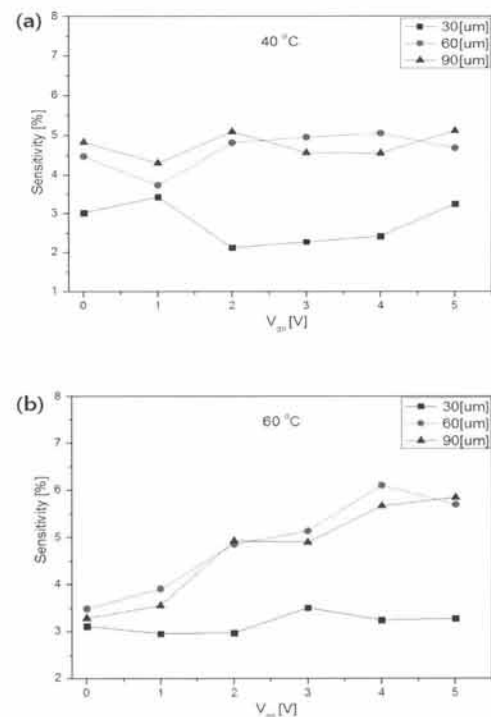 (a)
40 °C
30[um]
60[um]
90[um]
Sensitivity [%]
8
7
6
5
4
3
2
1
0 1 2 3 4 5
[V]
(b)
60 °C
30[um]
60[um]
90[um]
Sensitivity [%]
8
7
6
5
4
3
2
0 1 2 3 4 5
[V]